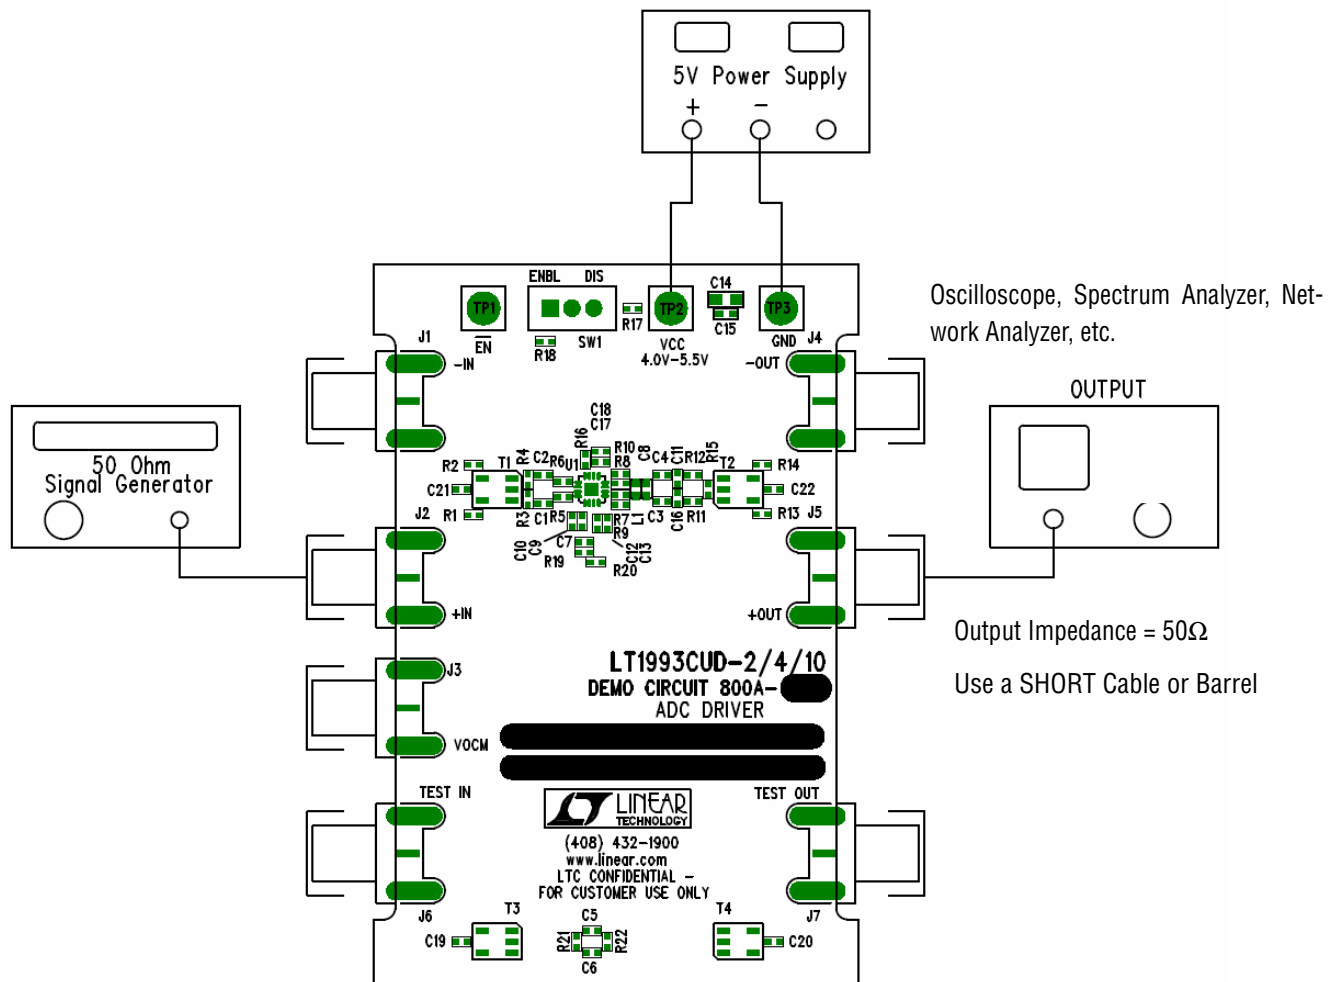 5V Power Supply
+ −
ENBL DIS
C14
TP1
TP2
TP3
R17
C15
EN
SW1
R18
VCC
4.0V−5.5V
GND
J1
J4
−IN
−OUT
Oscilloscope, Spectrum Analyzer, Net-
work Analyzer, etc.
OUTPUT
50 Ohm
Signal Generator
C18
C17
R16
R10
R8
C8
C4
C11
R12
R15
T2
R14
R2
T1
R4
C2
R6
U1
C21
C22
R1
R3
C1
R5
R7
R9
L1
C3
C16
R11
R13
J2
J5
C10
C9
C7
C12
C13
R19
R20
+IN
+OUT
Output Impedance = 50Ω
Use a SHORT Cable or Barrel
LT1993CUD−2/4/10
DEMO CIRCUIT 800A−
ADC DRIVER
J3
VOCM
TEST IN
TEST OUT
LT LINEAR
TECHNOLOGY
(408) 432−1900
www.linear.com
LTC CONFIDENTIAL −
FOR CUSTOMER USE ONLY
J6
J7
T3
T4
C5
C19
R21
R22
C20
C6